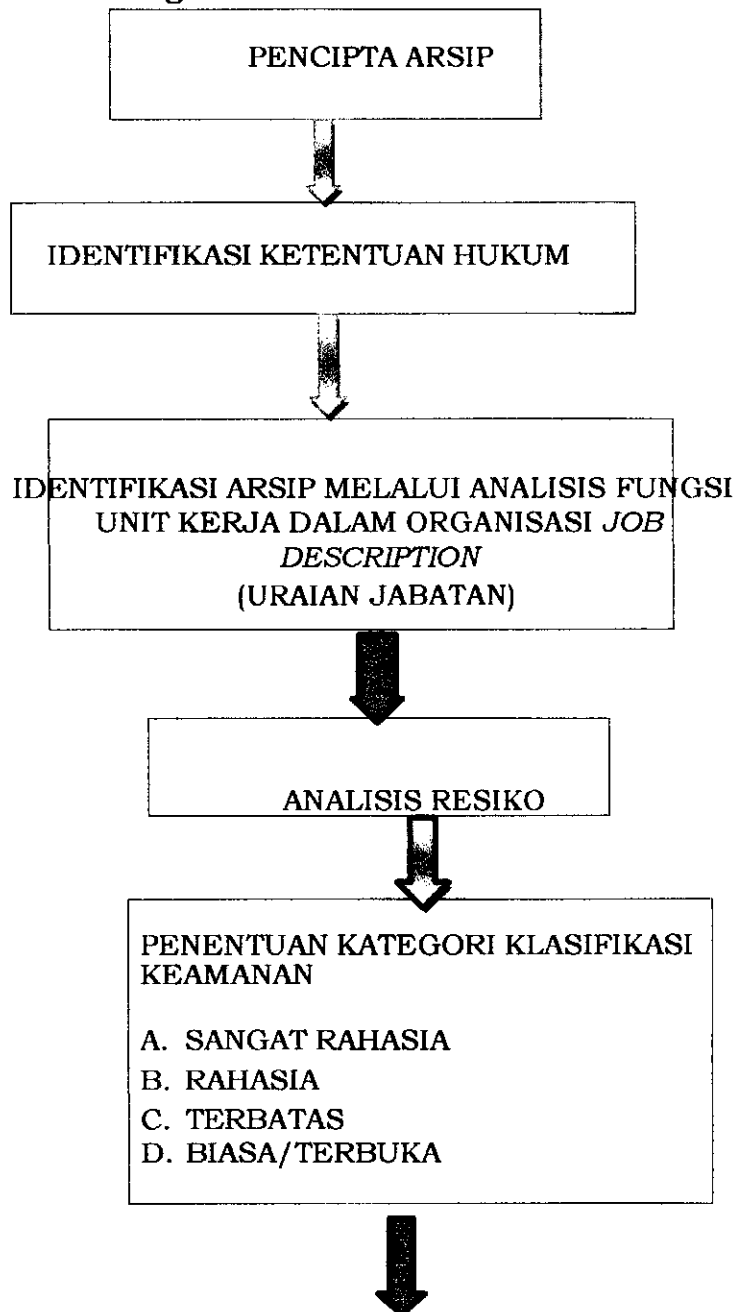 PENCIPTA ARSIP
IDENTIFIKASI KETENTUAN HUKUM
IDENTIFIKASI ARSIP MELALUI ANALISIS FUNGSI
UNIT KERJA DALAM ORGANISASI JOB
DESCRIPTION
(URAIAN JABATAN)
ANALISIS RESIKO
PENENTUAN KATEGORI KLASIFIKASI
KEAMANAN
A. SANGAT RAHASIA
B. RAHASIA
C. TERBATAS
D. BIASA/TERBUKA